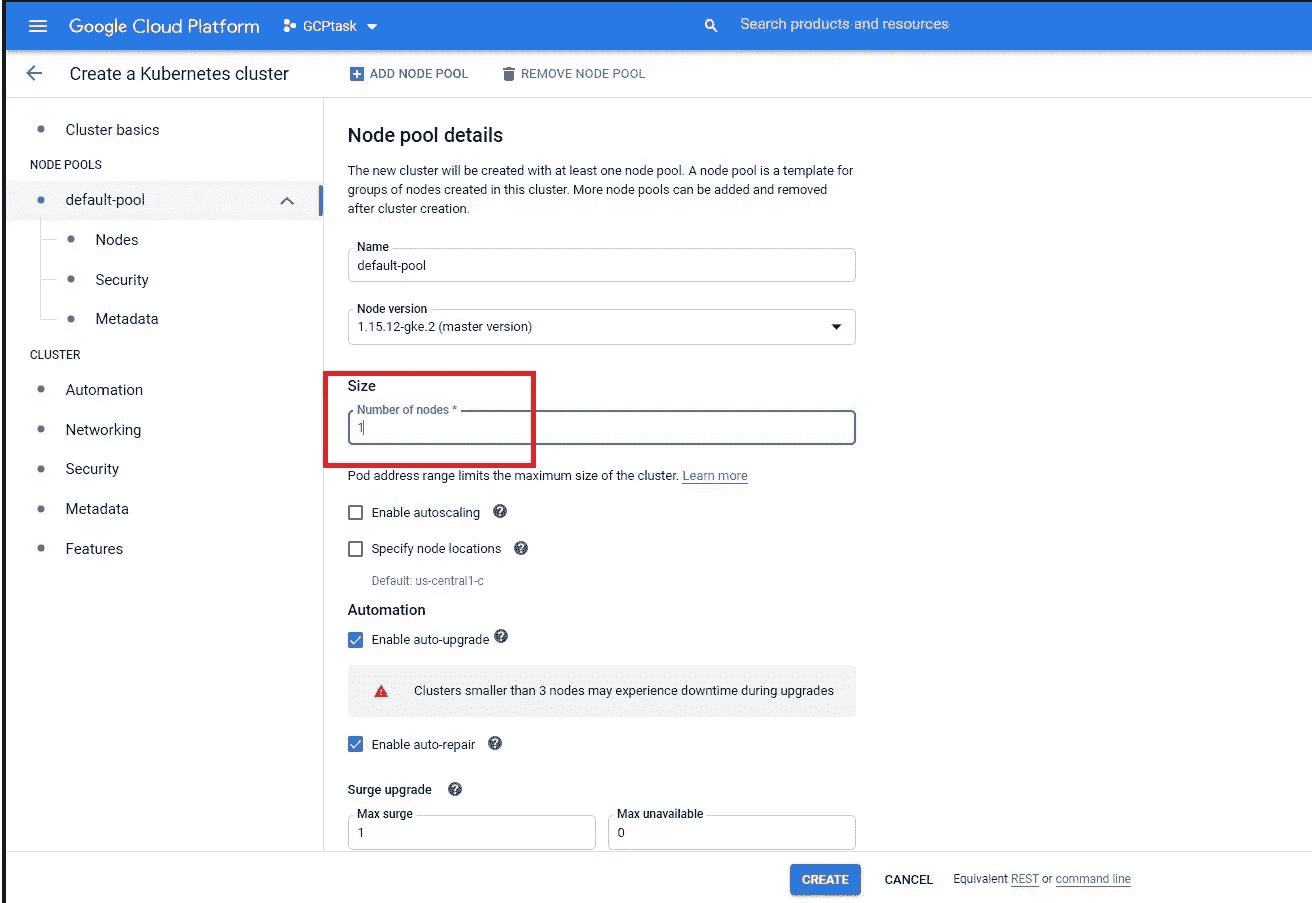 Google Cloud Platform GCPtask Search products and resources
Create a Kubernetes cluster ADD NODE POOL REMOVE NODE POOL
Cluster basics
NODE POOLS
default-pool
Nodes
Security
Metadata
CLUSTER
Automation
Networking
Security
Metadata
Features
Node pool details
The new cluster will be created with at least one node pool. A node pool is a template for
groups of nodes created in this cluster. More node pools can be added and removed
after cluster creation.
Name
default-pool
Node version
1.15.12-gke.2 (master version)
Size
Number of nodes *
1
Pod address range limits the maximum size of the cluster. Learn more
Enable autoscaling
Specify node locations
Default: us-central1-c
Automation
Enable auto-upgrade
Clusters smaller than 3 nodes may experience downtime during upgrades
Enable auto-repair
Surge upgrade
Max surge
1
Max unavailable
0
CREATE CANCEL Equivalent REST or command line